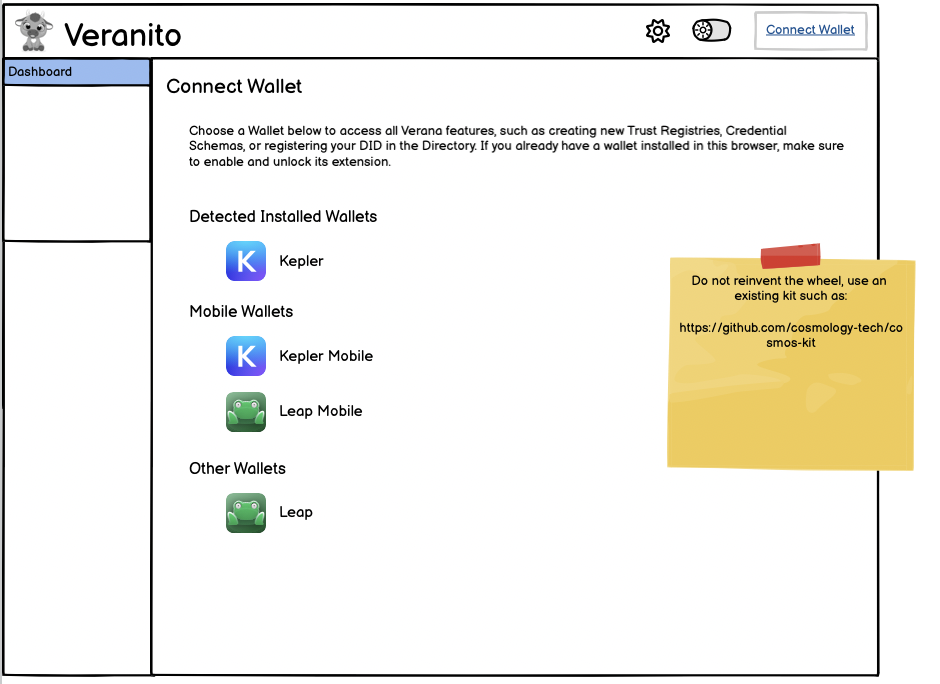 Veranito
Connect Wallet
Dashboard
Connect Wallet
Choose a Wallet below to access all Verana features, such as creating new Trust Registries, Credential
Schemas, or registering your DID in the Directory. If you already have a wallet installed in this browser, make sure
to enable and unlock its extension.
Detected Installed Wallets
K
Kepler
Mobile Wallets
K
Kepler Mobile
Leap Mobile
Other Wallets
Leap
Do not reinvent the wheel, use an
existing kit such as:
https://github.com/cosmology-tech/co
smos-kit